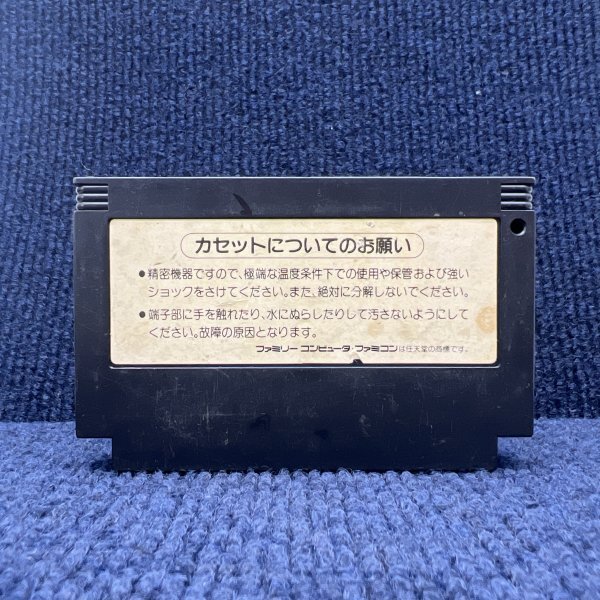 カセットについてのお願い
●精密機器ですので、極端な温度条件下での使用や保管および強い
ショックをさけてください。また、絶対に分解しないでください。
●端子部に手を触れたり、水にぬらしたりして汚さないようにして
ください。故障の原因となります。
ファミリーコンピュータ・ファミコンは任天堂の商標です。